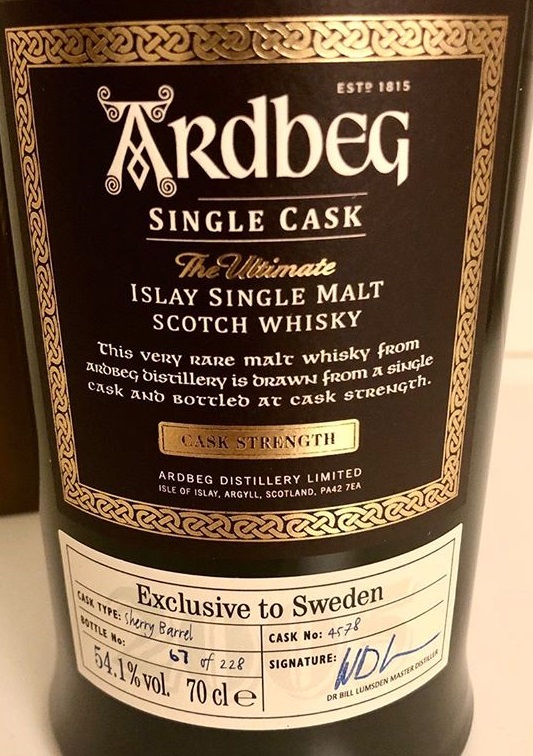 ESTD 1815
ARDBEG
SINGLE CASK
The Ultimate
ISLAY SINGLE MALT
SCOTCH WHISKY
This very rare malt whisky from
Ardbeg distillery is drawn from a single
cask and bottled at cask strength.
CASK STRENGTH
ARDBEG DISTILLERY LIMITED
ISLE OF ISLAY, ARGYLL, SCOTLAND, PA42 7EA
Exclusive to Sweden
CASK TYPE: Sherry Barrel
CASK No: 4578
BOTTLE No: 67 of 228
SIGNATURE:
54.1% vol. 70 cl e
DR BILL LUMSDEN MASTER DISTILLER